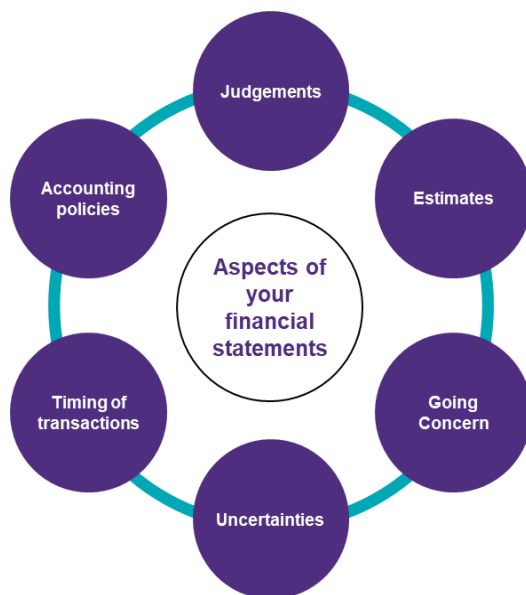 Judgements
Accounting
policies
Estimates
Aspects of
your
financial
statements
Timing of
transactions
Going
Concern
Uncertainties